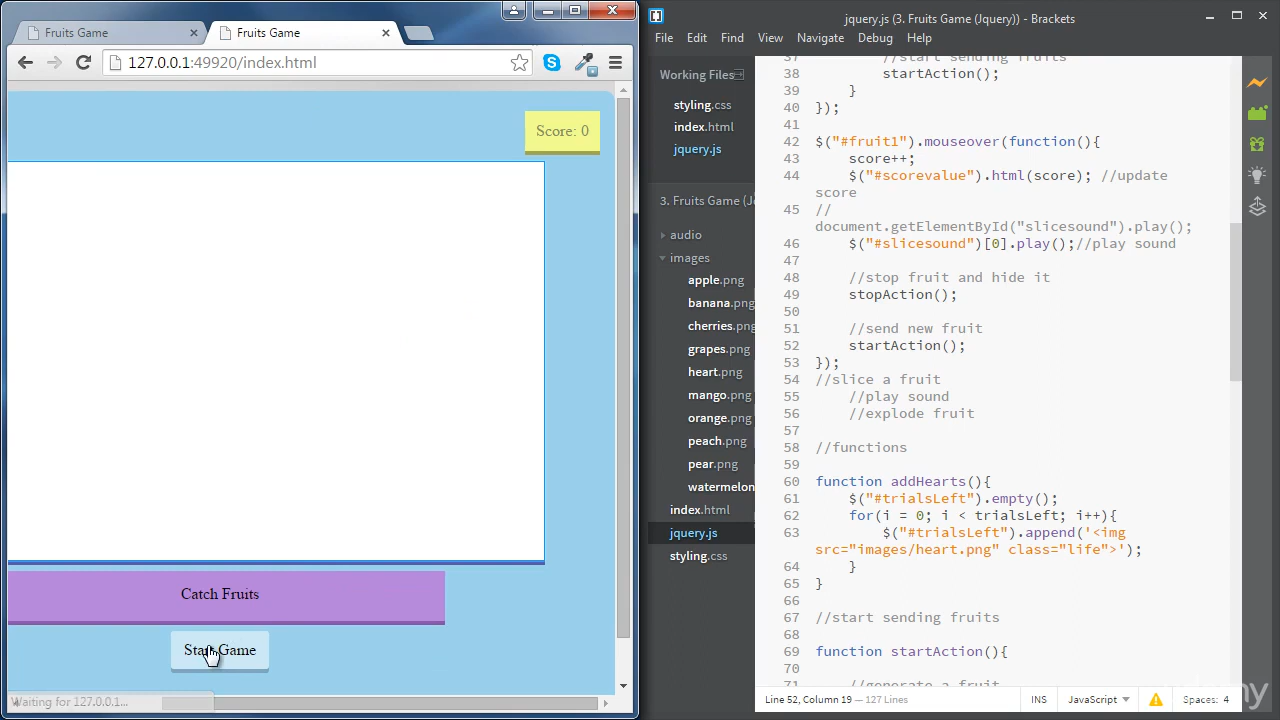 Fruits Game
Fruits Game
127.0.0.1:49920/index.html
Score: 0
Catch Fruits
Start Game
Waiting for 127.0.0.1...
jquery.js (3. Fruits Game (Jquery)) - Brackets
File Edit Find View Navigate Debug Help
Working Files
styling.css
index.html
jquery.js
3. Fruits Game (J
audio
images
apple.png
banana.png
cherries.png
grapes.png
heart.png
mango.png
orange.png
peach.png
pear.png
watermelon
index.html
jquery.js
styling.css
37 //start sending fruits
38 startAction();
39 }
40 });
41
42 $("#fruit1").mouseover(function(){
43 score++;
44 $("#scorevalue").html(score); //update
score
45 //
document.getElementById("slicesound").play();
46 $("#slicesound")[0].play();//play sound
47
48 //stop fruit and hide it
49 stopAction();
50
51 //send new fruit
52 startAction();
53 });
54 //slice a fruit
55 //play sound
56 //explode fruit
57
58 //functions
59
60 function addHearts(){
61 $("#trialsLeft").empty();
62 for(i = 0; i < trialsLeft; i++){
63 $("#trialsLeft").append('<img
src="images/heart.png" class="life">');
64 }
65 }
66
67 //start sending fruits
68
69 function startAction(){
70
71 //generate a fruit
Line 52, Column 19 — 127 Lines
INS
JavaScript
Spaces: 4